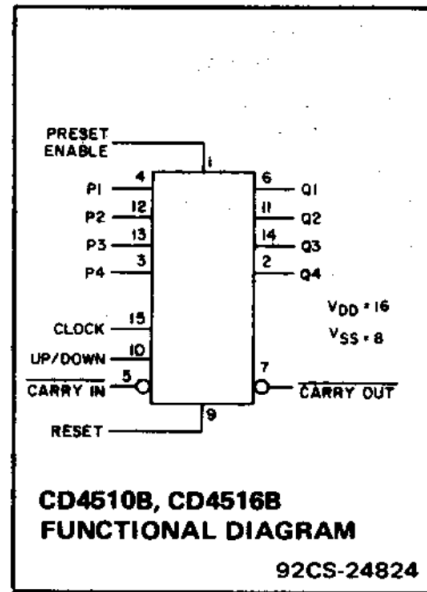 PRESET
ENABLE
1
P1 4 6 Q1
P2 12 11 Q2
P3 13 14 Q3
P4 3 2 Q4
VDD = 16
VSS = 8
CLOCK 15
UP/DOWN 10
CARRY IN 5 7 CARRY OUT
RESET 9
CD4510B, CD4516B
FUNCTIONAL DIAGRAM
92CS-24824